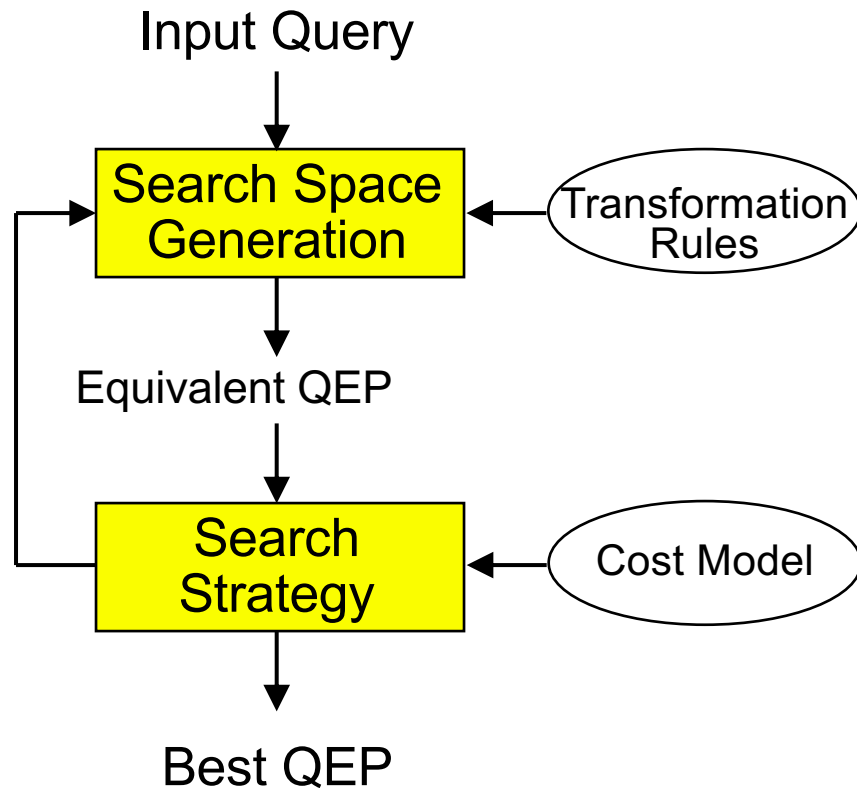 Input Query
Search Space
Generation
Transformation
Rules
Equivalent QEP
Search
Strategy
Cost Model
Best QEP